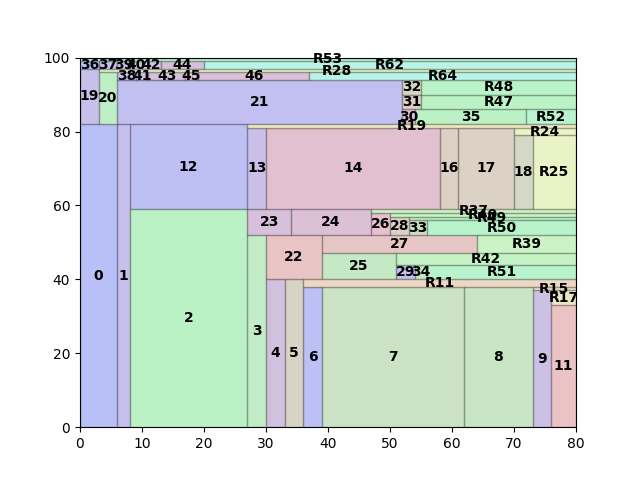 R53
36 37 39 40 42 44 R62
R28
38 41 43 45 46 R64
100
19 20 21 32 R48
31 R47
30 35 R52
R19 R24
80
12 13 14 16 17 18 R25
60
R37
R49
23 24 26 28 33 R50
27 R39
22 R42
25 29 34 R51
40
0 1 R11 R15
R17
2 3 4 5 6 7 8 9 11
20
0
0 10 20 30 40 50 60 70 80